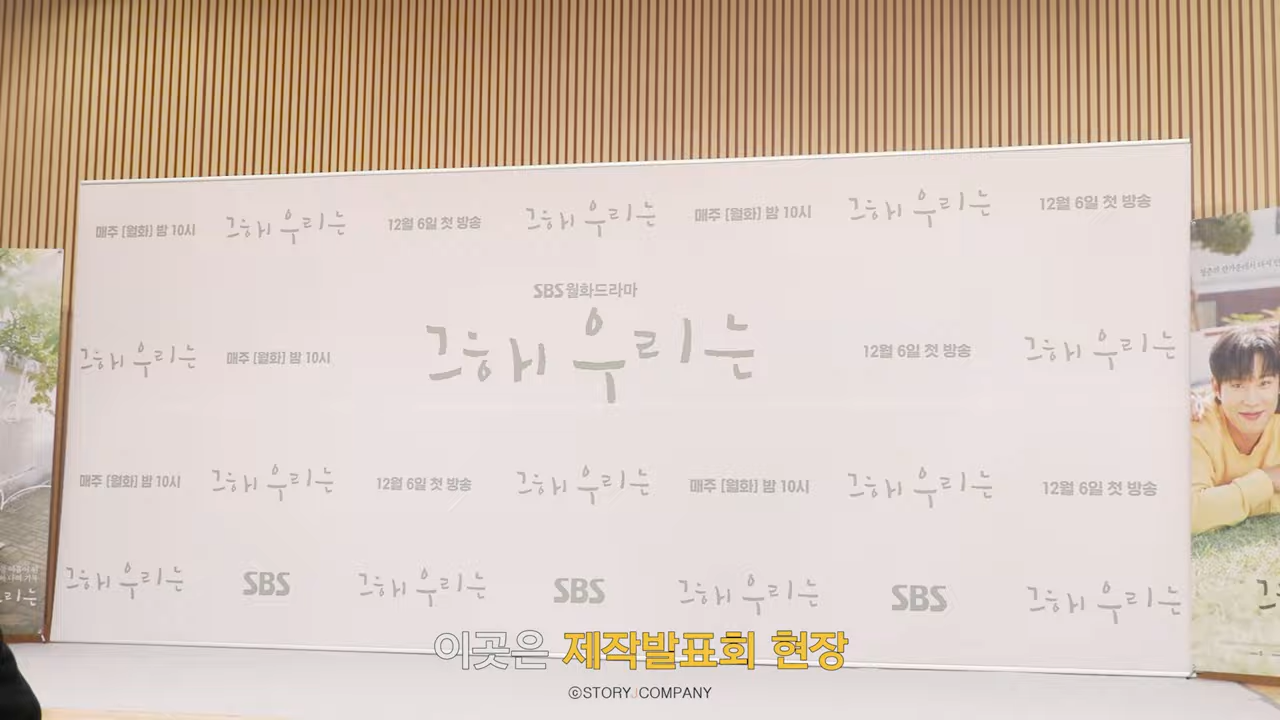 매주 [월화] 밤 10시 그해 우리는 12월 6일 첫 방송 그해 우리는 매주 [월화] 밤 10시 그해 우리는 12월 6일 첫 방송
SBS 월화드라마
그해 우리는 매주 [월화] 밤 10시 그해 우리는 12월 6일 첫 방송 그해 우리는
매주 [월화] 밤 10시 그해 우리는 12월 6일 첫 방송 그해 우리는 매주 [월화] 밤 10시 그해 우리는 12월 6일 첫 방송
그해 우리는 SBS 그해 우리는 SBS 그해 우리는 SBS 그해 우리는
이곳은 제작발표회 현장
ⓒSTORYJCOMPANY